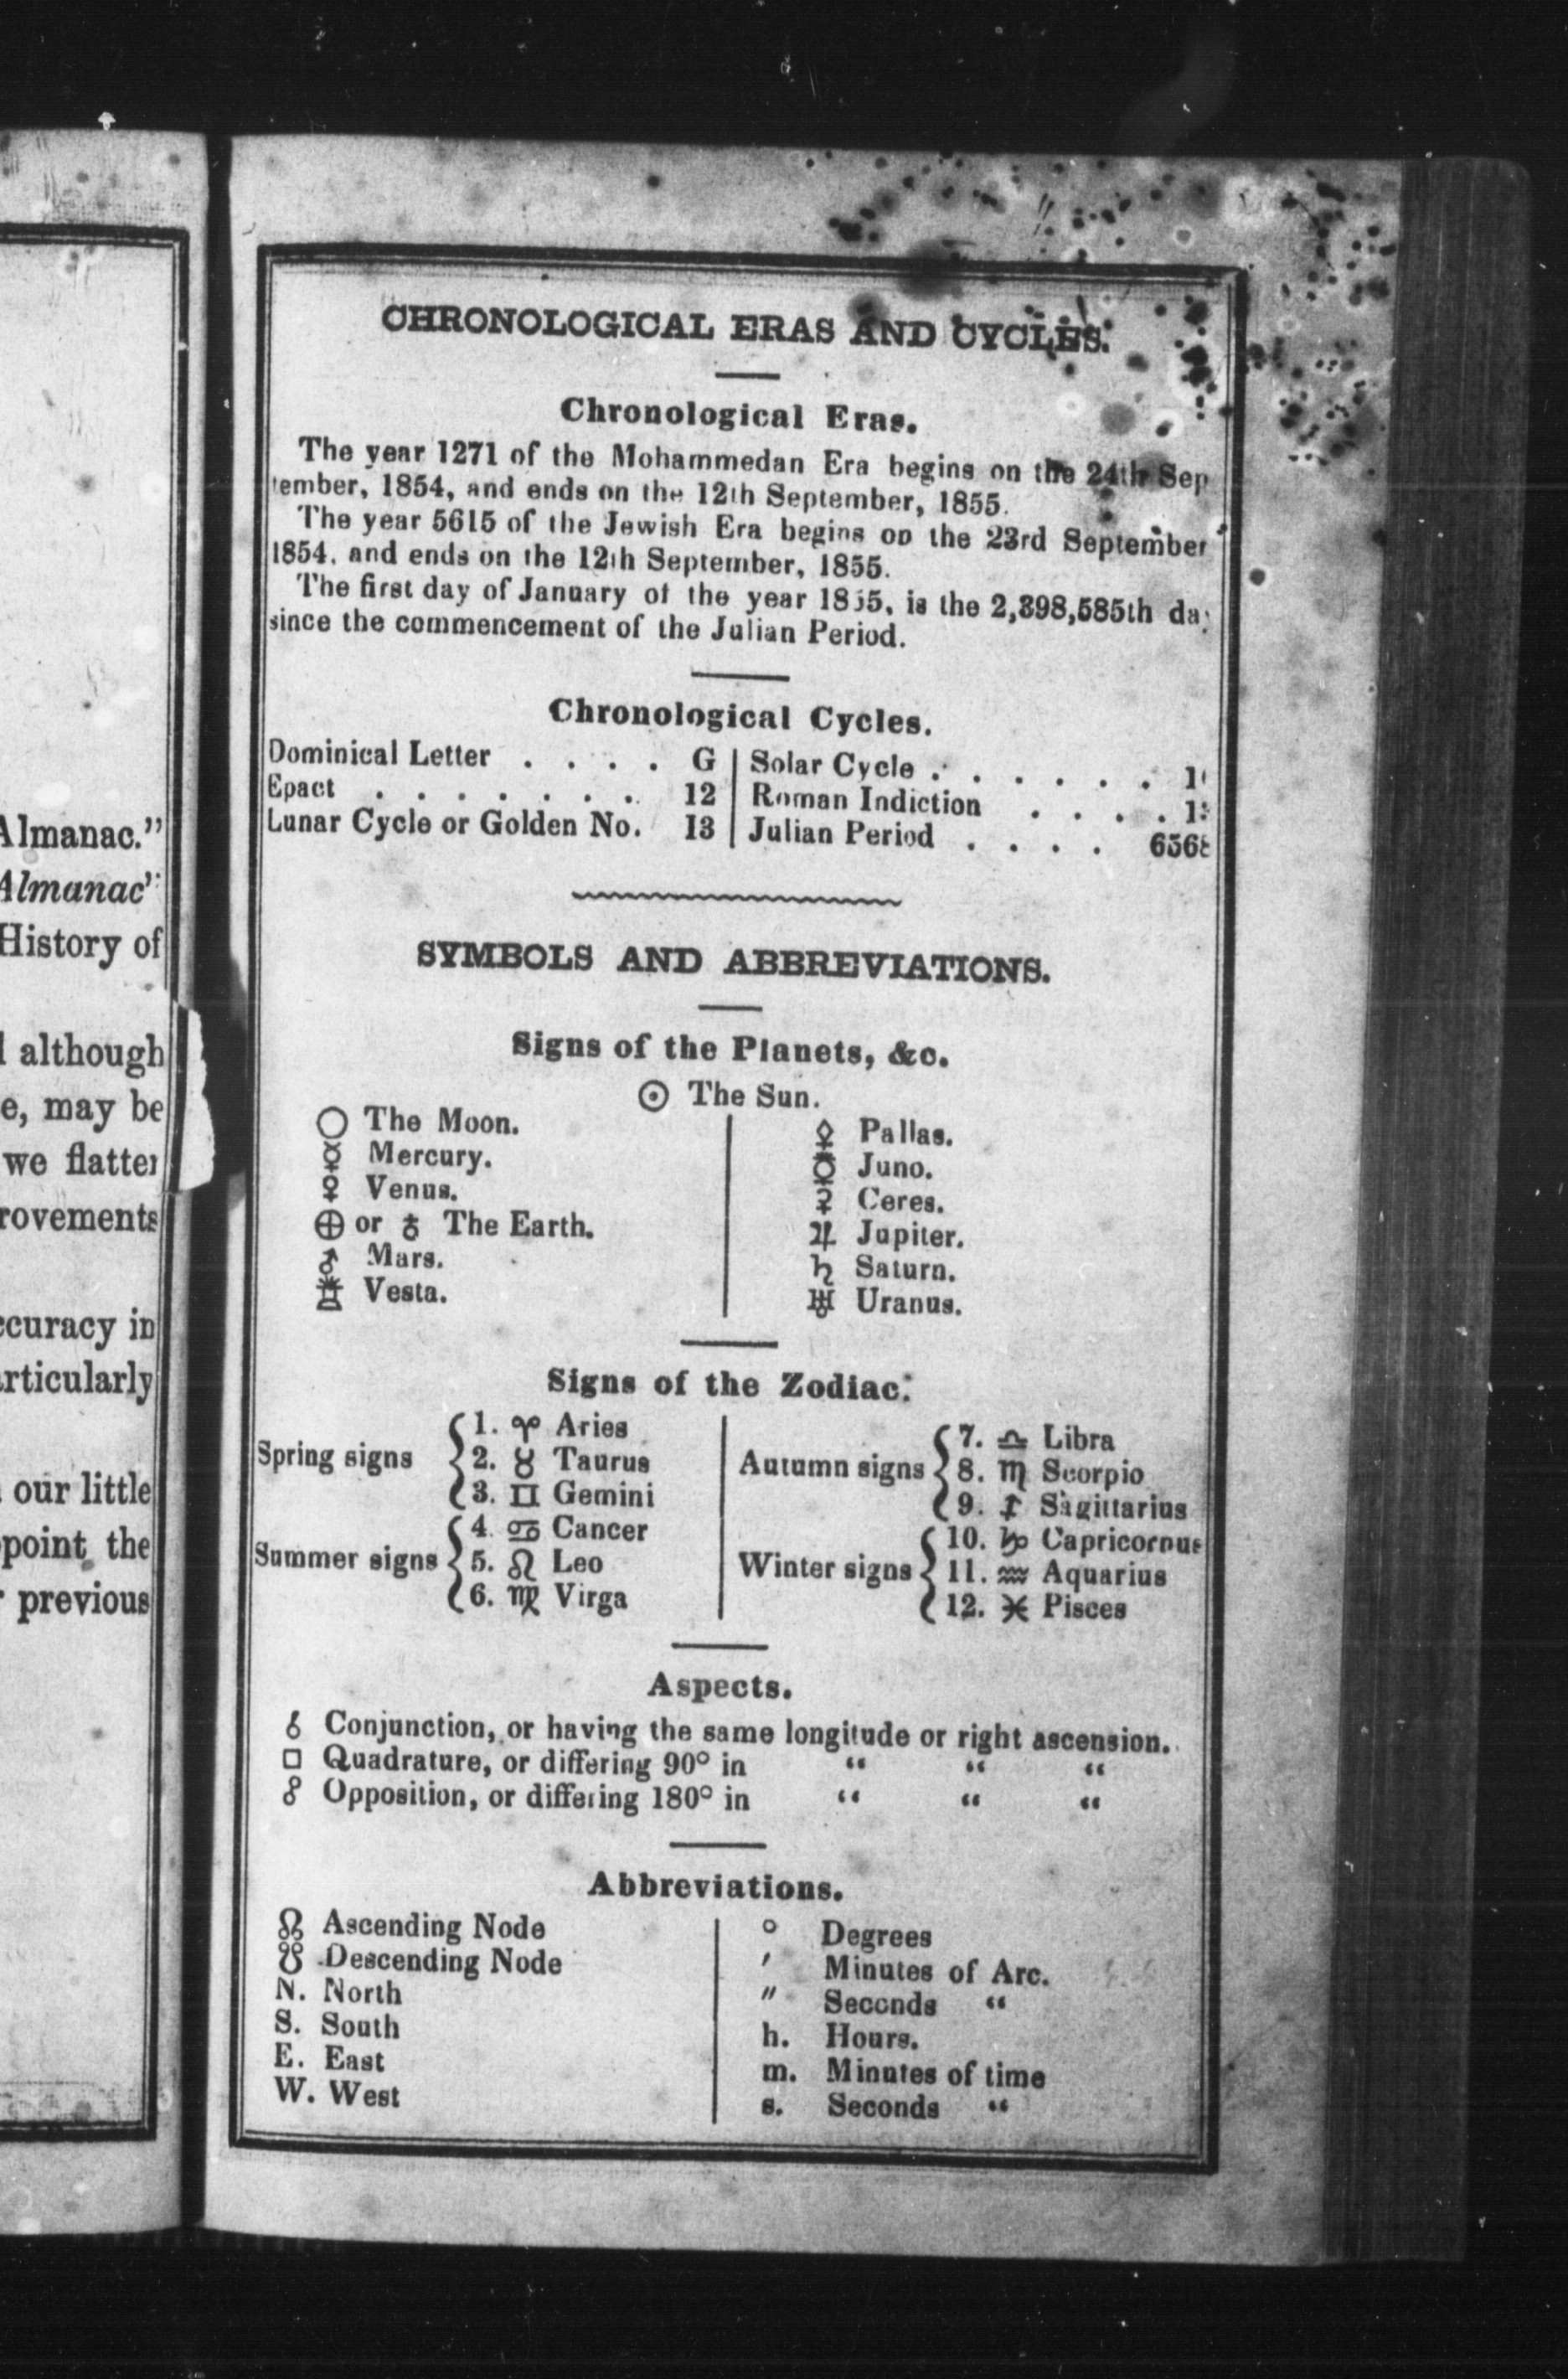 Almanac."
Almanac"
History of
although
e, may be
we flatter
rovements
ccuracy in
rticularly
our little
point the
previous
CHRONOLOGICAL ERAS AND CYCLES.
Chronological Eras.
The year 1271 of the Mohammedan Era begins on the 24th Sep
tember, 1854, and ends on the 12th September, 1855.
The year 5615 of the Jewish Era begins on the 23rd September
1854, and ends on the 12th September, 1855.
The first day of January of the year 1855, is the 2,398,585th da
since the commencement of the Julian Period.
Chronological Cycles.
Dominical Letter . . . . G | Solar Cycle . . . . . . . 1
Epact . . . . . . . 12 | Roman Indiction . . . . 1
Lunar Cycle or Golden No. 13 | Julian Period . . . . 6568
SYMBOLS AND ABBREVIATIONS.
Signs of the Planets, &c.
☉ The Sun.
○ The Moon.
☿ Mercury.
♀ Venus.
⊕ or ♁ The Earth.
♂ Mars.
⚶ Vesta.
⚴ Pallas.
⚵ Juno.
⚳ Ceres.
♃ Jupiter.
♄ Saturn.
♅ Uranus.
Signs of the Zodiac.
Spring signs
1. ♈ Aries
2. ♉ Taurus
3. ♊ Gemini
Summer signs
4. ♋ Cancer
5. ♌ Leo
6. ♍ Virga
Autumn signs
7. ♎ Libra
8. ♏ Scorpio
9. ♐ Sagittarius
Winter signs
10. ♑ Capricornus
11. ♒ Aquarius
12. ♓ Pisces
Aspects.
☌ Conjunction, or having the same longitude or right ascension.
□ Quadrature, or differing 90° in “ “ “
☍ Opposition, or differing 180° in “ “ “
Abbreviations.
☊ Ascending Node
☋ Descending Node
N. North
S. South
E. East
W. West
° Degrees
′ Minutes of Arc.
″ Seconds “
h. Hours.
m. Minutes of time
s. Seconds “